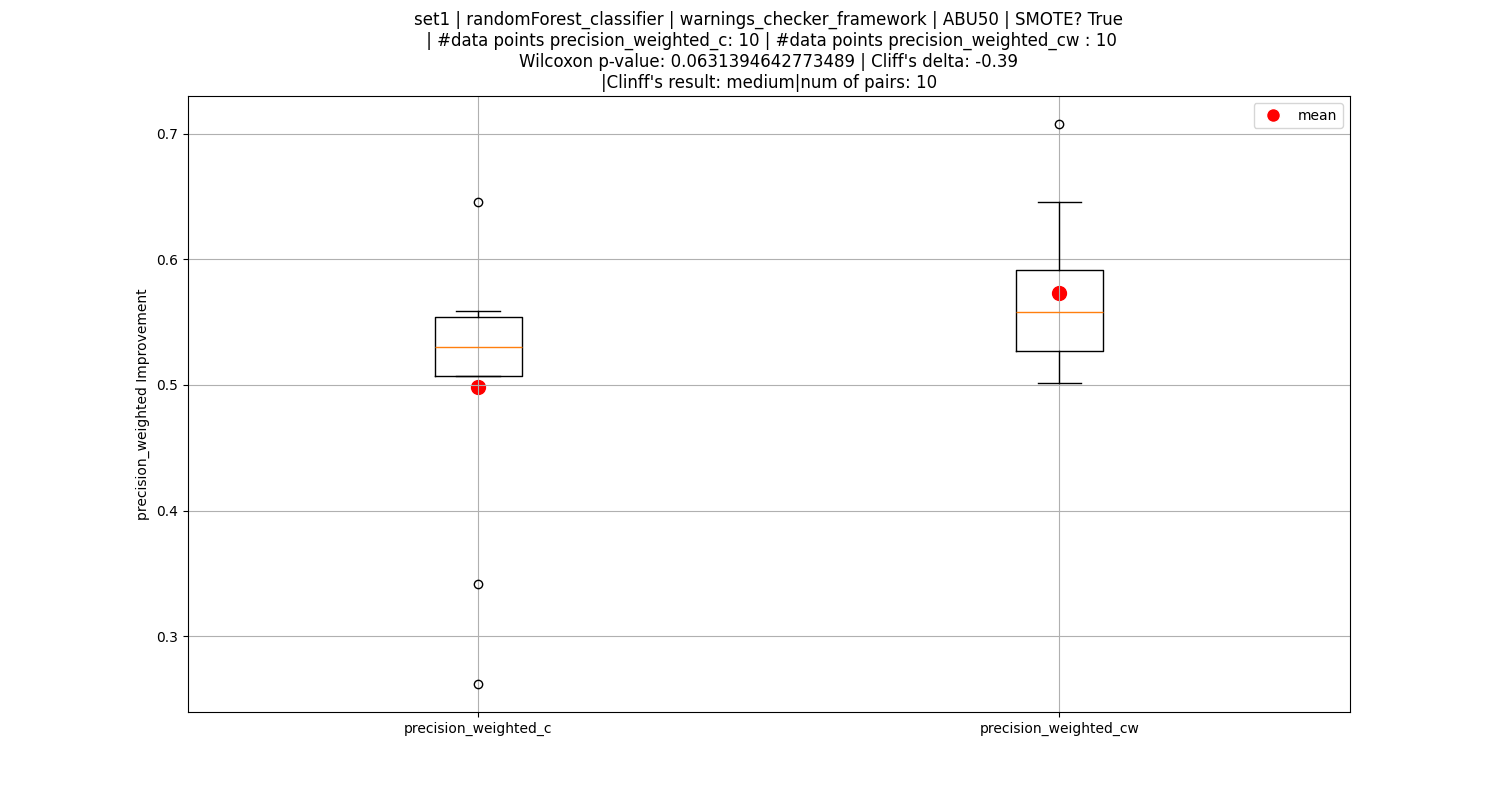 set1 | randomForest_classifier | warnings_checker_framework | ABU50 | SMOTE? True
| #data points precision_weighted_c: 10 | #data points precision_weighted_cw : 10
Wilcoxon p-value: 0.0631394642773489 | Cliff's delta: -0.39
|Clinff's result: medium|num of pairs: 10
mean
0.7
0.6
0.5
0.4
0.3
precision_weighted Improvement
precision_weighted_c
precision_weighted_cw